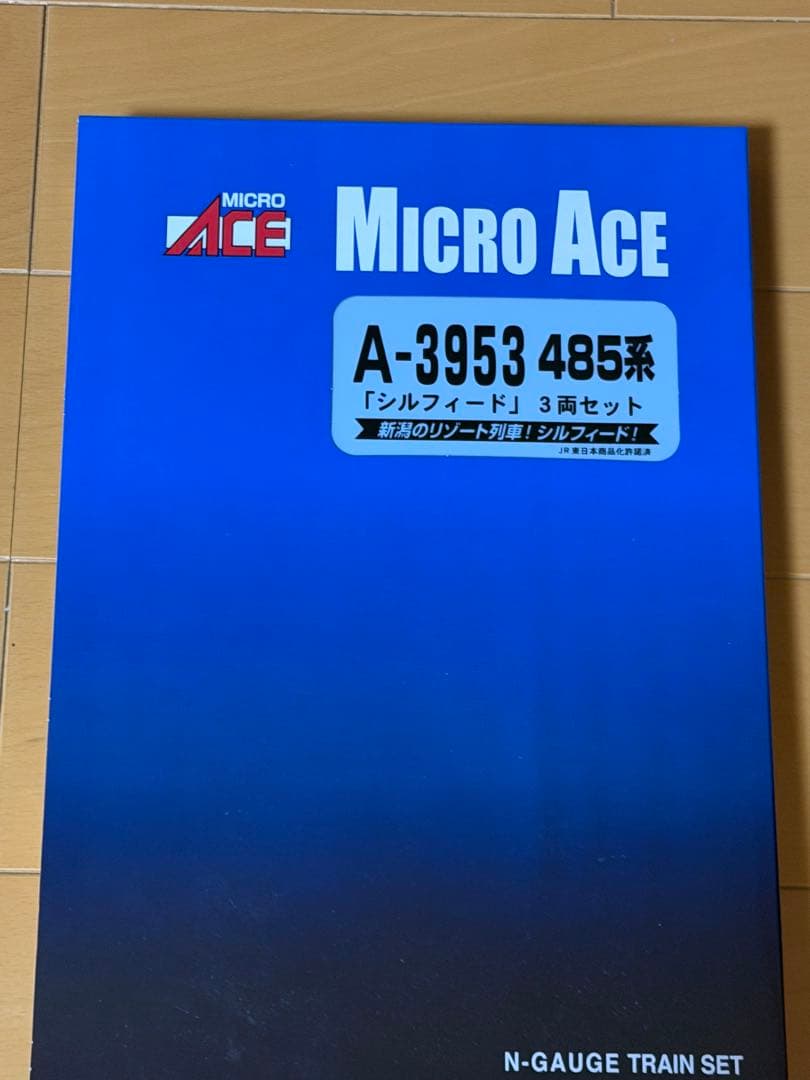 MICRO
ACE
MICRO ACE
A-3953 485系
「シルフィード」 3両セット
新潟のリゾート列車！シルフィード！
JR東日本商品化許諾済
N-GAUGE TRAIN SET